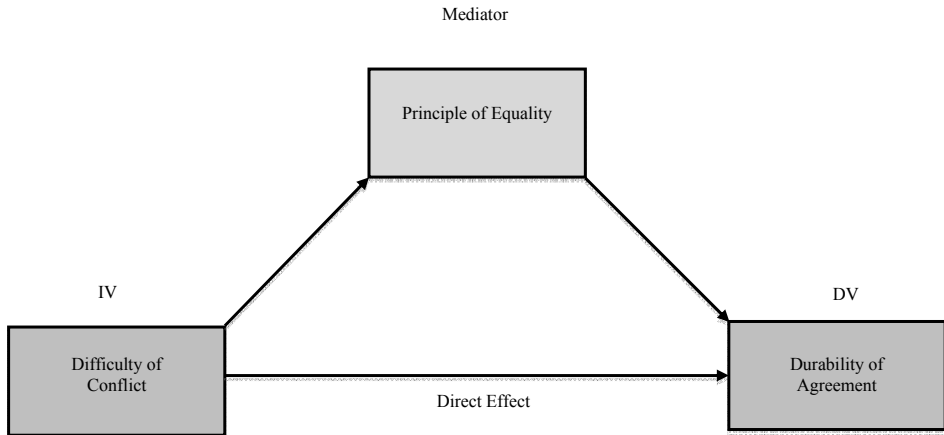 Mediator
Principle of Equality
IV
DV
Difficulty of
Conflict
Durability of
Agreement
Direct Effect